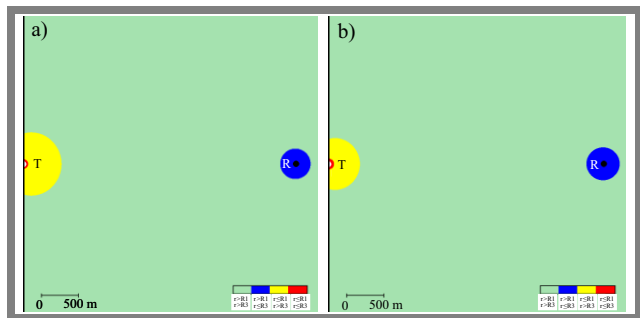 a)
T
R
0 500 m
r>R1 r>R1 r≤R1 r≤R1
r>R3 r≤R3 r>R3 r≤R3
b)
T
R
0 500 m
r>R1 r>R1 r≤R1 r≤R1
r>R3 r≤R3 r>R3 r≤R3